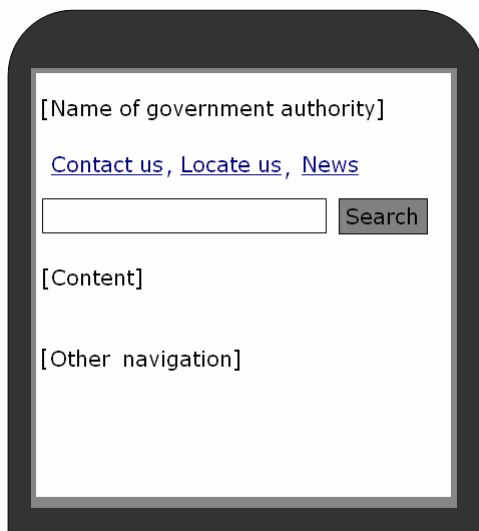 [Name of government authority]
Contact us, Locate us, News
Search
[Content]
[Other navigation]